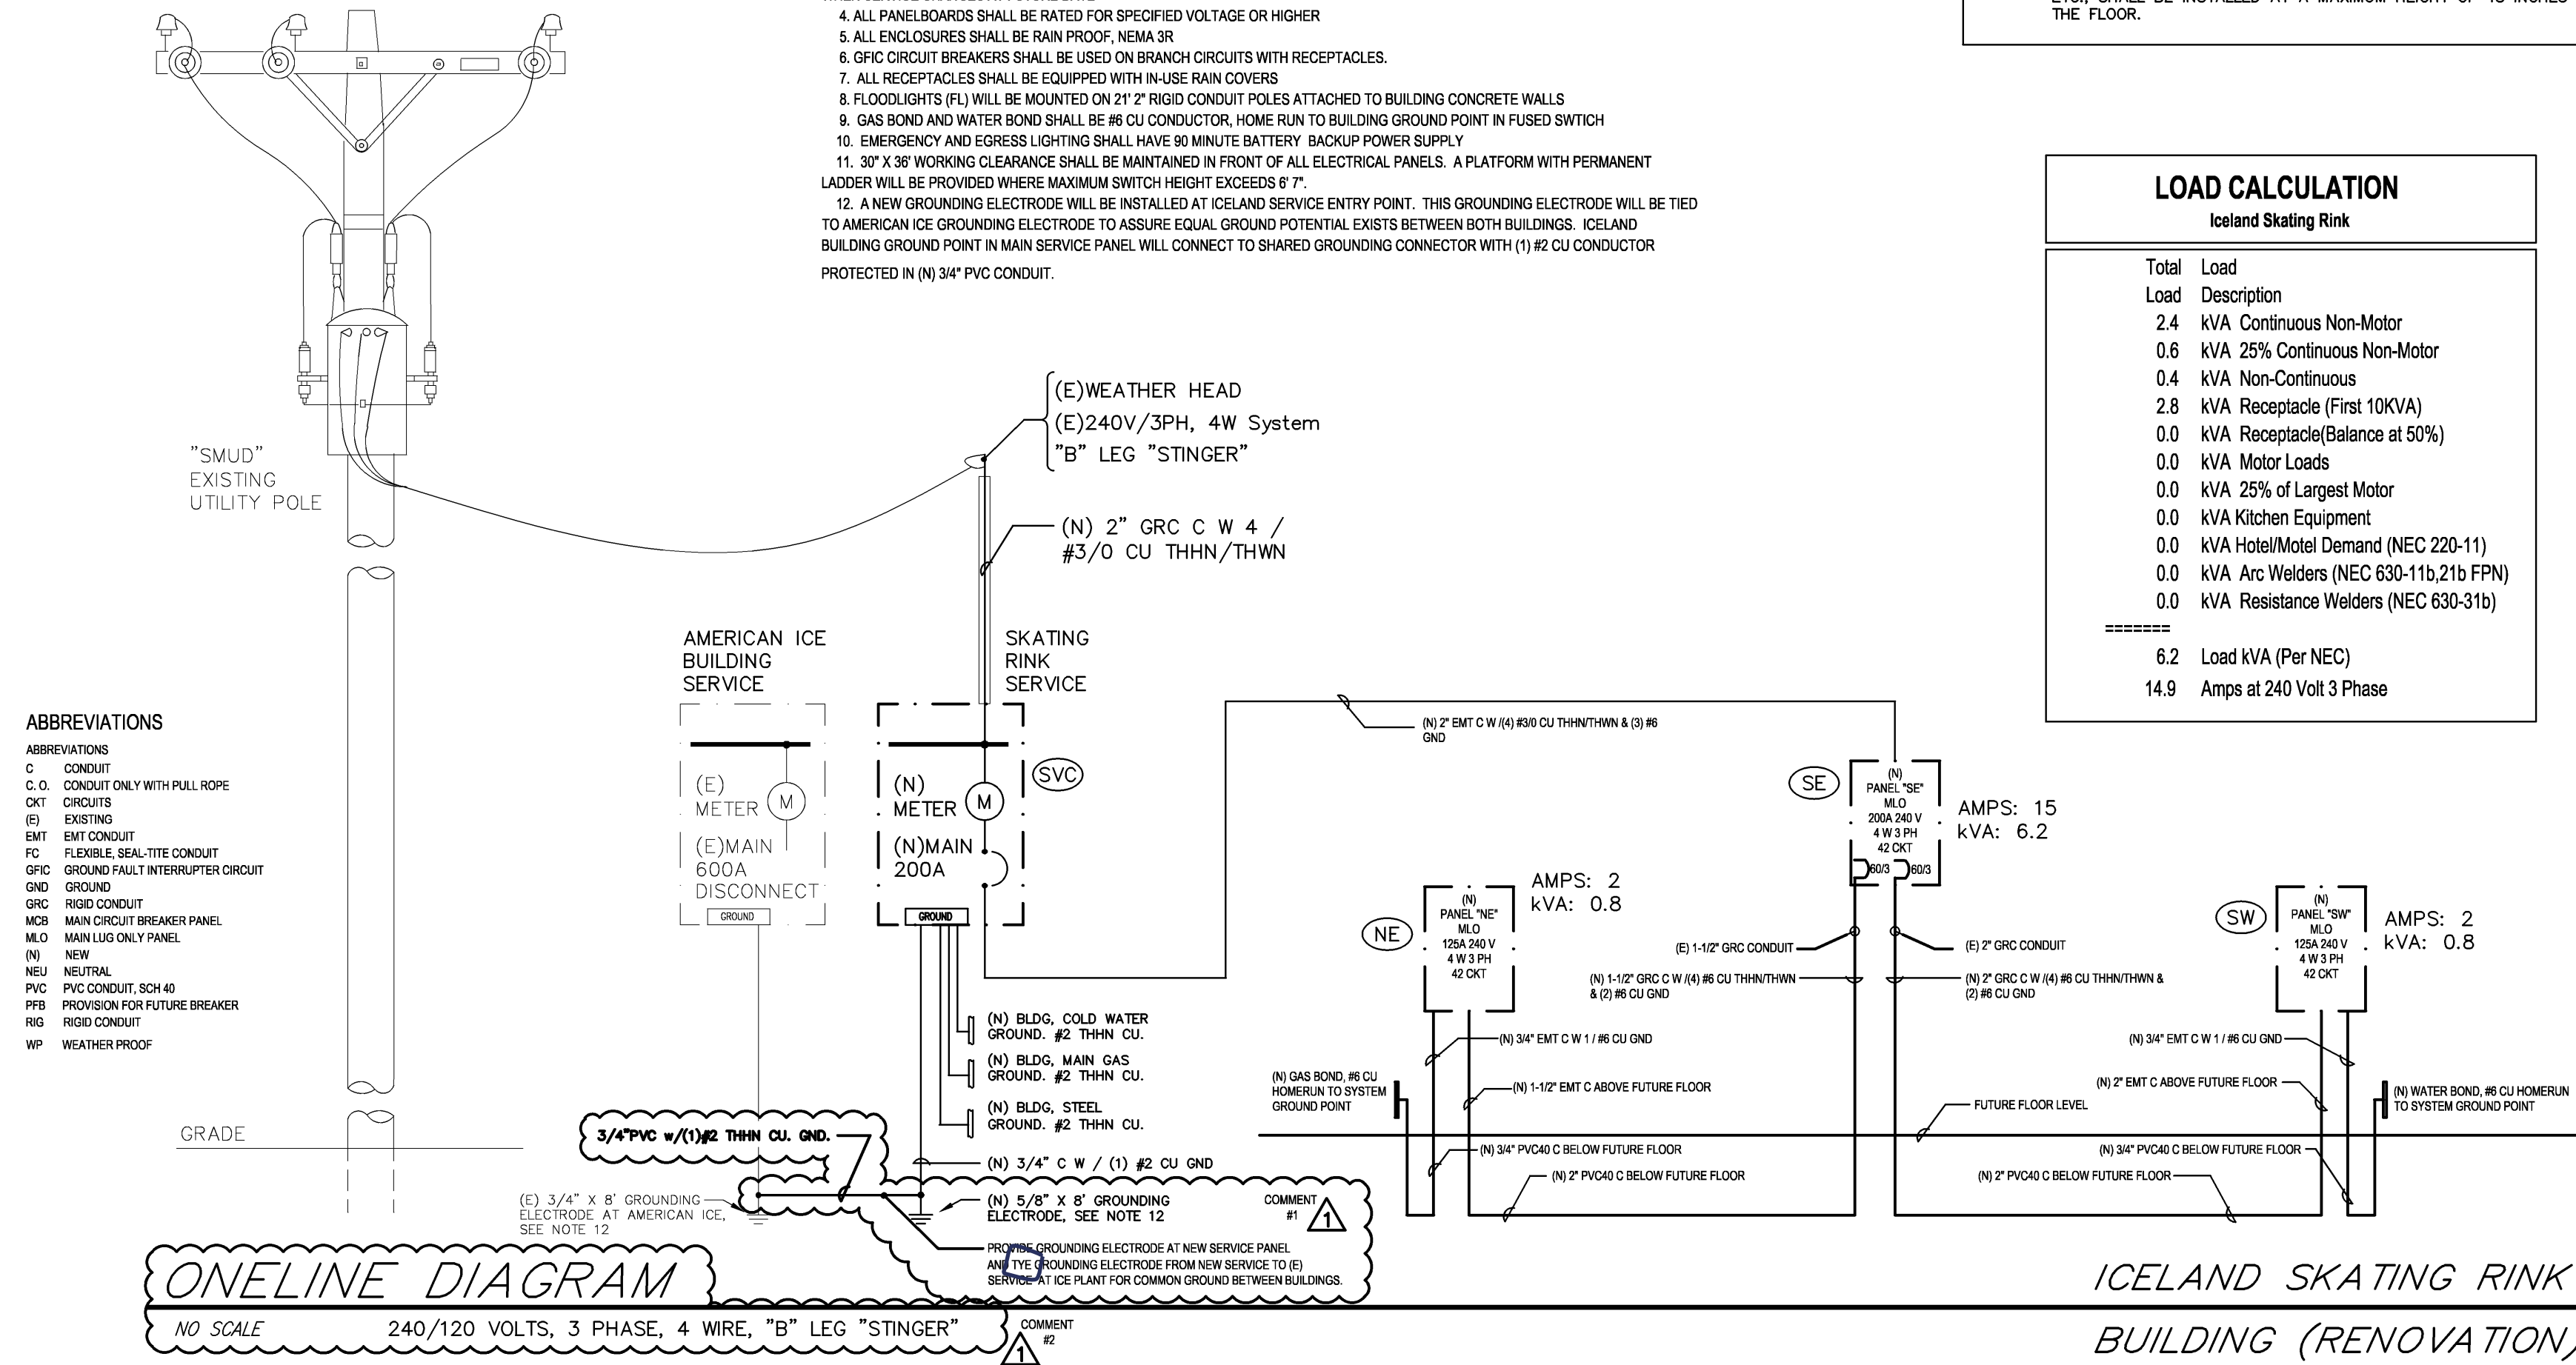 4. ALL PANELBOARDS SHALL BE RATED FOR SPECIFIED VOLTAGE OR HIGHER
5. ALL ENCLOSURES SHALL BE RAIN PROOF, NEMA 3R
6. GFIC CIRCUIT BREAKERS SHALL BE USED ON BRANCH CIRCUITS WITH RECEPTACLES.
7. ALL RECEPTACLES SHALL BE EQUIPPED WITH IN-USE RAIN COVERS
8. FLOODLIGHTS (FL) WILL BE MOUNTED ON 21' 2" RIGID CONDUIT POLES ATTACHED TO BUILDING CONCRETE WALLS
9. GAS BOND AND WATER BOND SHALL BE #6 CU CONDUCTOR, HOME RUN TO BUILDING GROUND POINT IN FUSED SWTICH
10. EMERGENCY AND EGRESS LIGHTING SHALL HAVE 90 MINUTE BATTERY BACKUP POWER SUPPLY
11. 30" X 36' WORKING CLEARANCE SHALL BE MAINTAINED IN FRONT OF ALL ELECTRICAL PANELS. A PLATFORM WITH PERMANENT
LADDER WILL BE PROVIDED WHERE MAXIMUM SWITCH HEIGHT EXCEEDS 6' 7".
12. A NEW GROUNDING ELECTRODE WILL BE INSTALLED AT ICELAND SERVICE ENTRY POINT. THIS GROUNDING ELECTRODE WILL BE TIED
TO AMERICAN ICE GROUNDING ELECTRODE TO ASSURE EQUAL GROUND POTENTIAL EXISTS BETWEEN BOTH BUILDINGS. ICELAND
BUILDING GROUND POINT IN MAIN SERVICE PANEL WILL CONNECT TO SHARED GROUNDING CONNECTOR WITH (1) #2 CU CONDUCTOR
PROTECTED IN (N) 3/4" PVC CONDUIT.
THE FLOOR.
LOAD CALCULATION
Iceland Skating Rink
Total Load
Load Description
2.4 kVA Continuous Non-Motor
0.6 kVA 25% Continuous Non-Motor
0.4 kVA Non-Continuous
2.8 kVA Receptacle (First 10KVA)
0.0 kVA Receptacle(Balance at 50%)
0.0 kVA Motor Loads
0.0 kVA 25% of Largest Motor
0.0 kVA Kitchen Equipment
0.0 kVA Hotel/Motel Demand (NEC 220-11)
0.0 kVA Arc Welders (NEC 630-11b,21b FPN)
0.0 kVA Resistance Welders (NEC 630-31b)
=======
6.2 Load kVA (Per NEC)
14.9 Amps at 240 Volt 3 Phase
"SMUD"
EXISTING
UTILITY POLE
(E)WEATHER HEAD
(E)240V/3PH, 4W System
"B" LEG "STINGER"
(N) 2" GRC C W 4 /
#3/0 CU THHN/THWN
AMERICAN ICE
BUILDING
SERVICE
(E)
METER
M
(E)MAIN
600A
DISCONNECT
GROUND
SKATING
RINK
SERVICE
(N)
METER
M
(N)MAIN
200A
GROUND
SVC
ABBREVIATIONS
ABBREVIATIONS
C CONDUIT
C. O. CONDUIT ONLY WITH PULL ROPE
CKT CIRCUITS
(E) EXISTING
EMT EMT CONDUIT
FC FLEXIBLE, SEAL-TITE CONDUIT
GFIC GROUND FAULT INTERRUPTER CIRCUIT
GND GROUND
GRC RIGID CONDUIT
MCB MAIN CIRCUIT BREAKER PANEL
MLO MAIN LUG ONLY PANEL
(N) NEW
NEU NEUTRAL
PVC PVC CONDUIT, SCH 40
PFB PROVISION FOR FUTURE BREAKER
RIG RIGID CONDUIT
WP WEATHER PROOF
GRADE
(N) 2" EMT C W /(4) #3/0 CU THHN/THWN & (3) #6
GND
SE
(N)
PANEL "SE"
MLO
200A 240 V
4 W 3 PH
42 CKT
60/3
60/3
AMPS: 15
kVA: 6.2
NE
(N)
PANEL "NE"
MLO
125A 240 V
4 W 3 PH
42 CKT
AMPS: 2
kVA: 0.8
SW
(N)
PANEL "SW"
MLO
125A 240 V
4 W 3 PH
42 CKT
AMPS: 2
kVA: 0.8
(E) 1-1/2" GRC CONDUIT
(E) 2" GRC CONDUIT
(N) 1-1/2" GRC C W /(4) #6 CU THHN/THWN
& (2) #6 CU GND
(N) 2" GRC C W /(4) #6 CU THHN/THWN &
(2) #6 CU GND
(N) 3/4" EMT C W 1 / #6 CU GND
(N) 3/4" EMT C W 1 / #6 CU GND
(N) GAS BOND, #6 CU
HOMERUN TO SYSTEM
GROUND POINT
(N) 1-1/2" EMT C ABOVE FUTURE FLOOR
(N) 2" EMT C ABOVE FUTURE FLOOR
(N) WATER BOND, #6 CU HOMERUN
TO SYSTEM GROUND POINT
FUTURE FLOOR LEVEL
(N) 3/4" PVC40 C BELOW FUTURE FLOOR
(N) 3/4" PVC40 C BELOW FUTURE FLOOR
(N) 2" PVC40 C BELOW FUTURE FLOOR
(N) 2" PVC40 C BELOW FUTURE FLOOR
(N) BLDG, COLD WATER
GROUND. #2 THHN CU.
(N) BLDG, MAIN GAS
GROUND. #2 THHN CU.
(N) BLDG, STEEL
GROUND. #2 THHN CU.
3/4"PVC w/(1)#2 THHN CU. GND.
(N) 3/4" C W / (1) #2 CU GND
(E) 3/4" X 8' GROUNDING
ELECTRODE AT AMERICAN ICE,
SEE NOTE 12
(N) 5/8" X 8' GROUNDING
ELECTRODE, SEE NOTE 12
COMMENT
#1
1
PROVIDE GROUNDING ELECTRODE AT NEW SERVICE PANEL
AND TYE GROUNDING ELECTRODE FROM NEW SERVICE TO (E)
SERVICE AT ICE PLANT FOR COMMON GROUND BETWEEN BUILDINGS.
ONELINE DIAGRAM
NO SCALE 240/120 VOLTS, 3 PHASE, 4 WIRE, "B" LEG "STINGER"
COMMENT
#2
1
ICELAND SKATING RINK
BUILDING (RENOVATION)